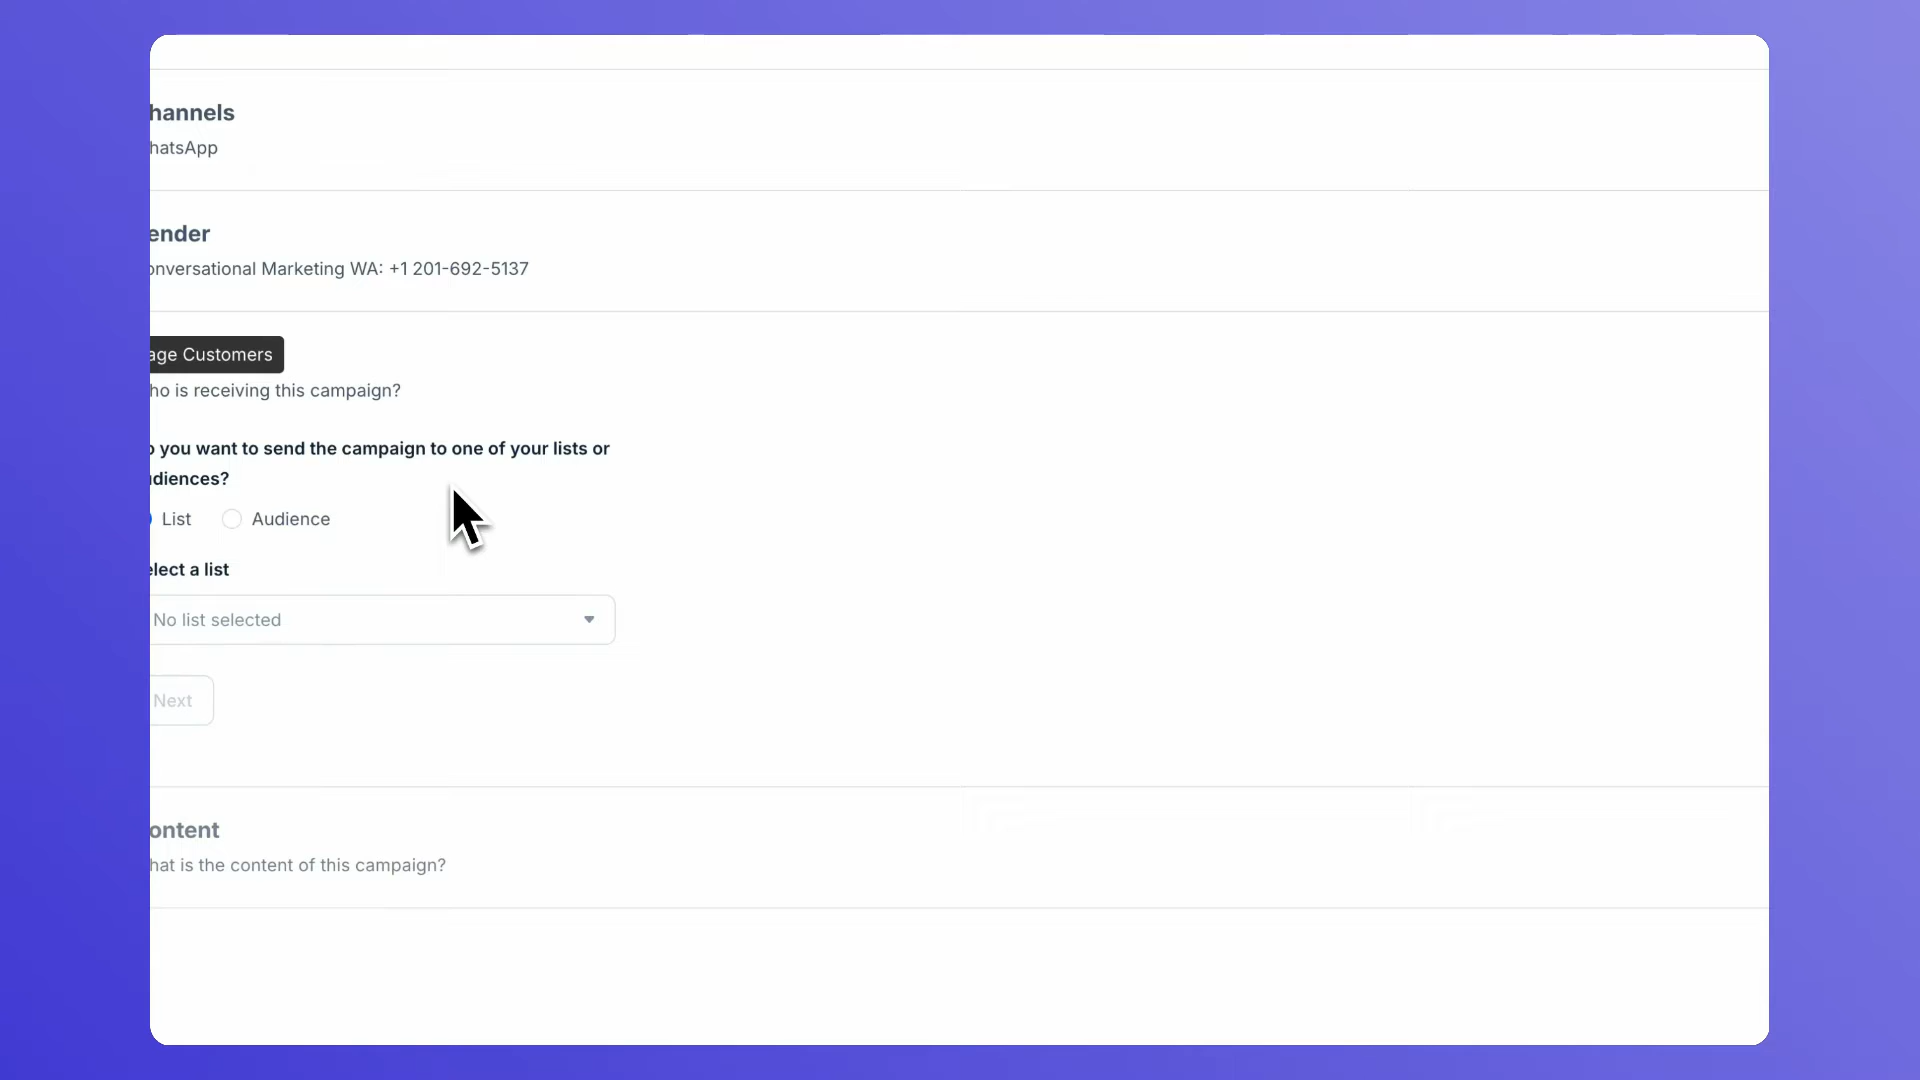 hannels
hatsApp
ender
onversational Marketing WA: +1 201-692-5137
age Customers
ho is receiving this campaign?
o you want to send the campaign to one of your lists or
diences?
List
Audience
elect a list
No list selected
Next
ontent
hat is the content of this campaign?